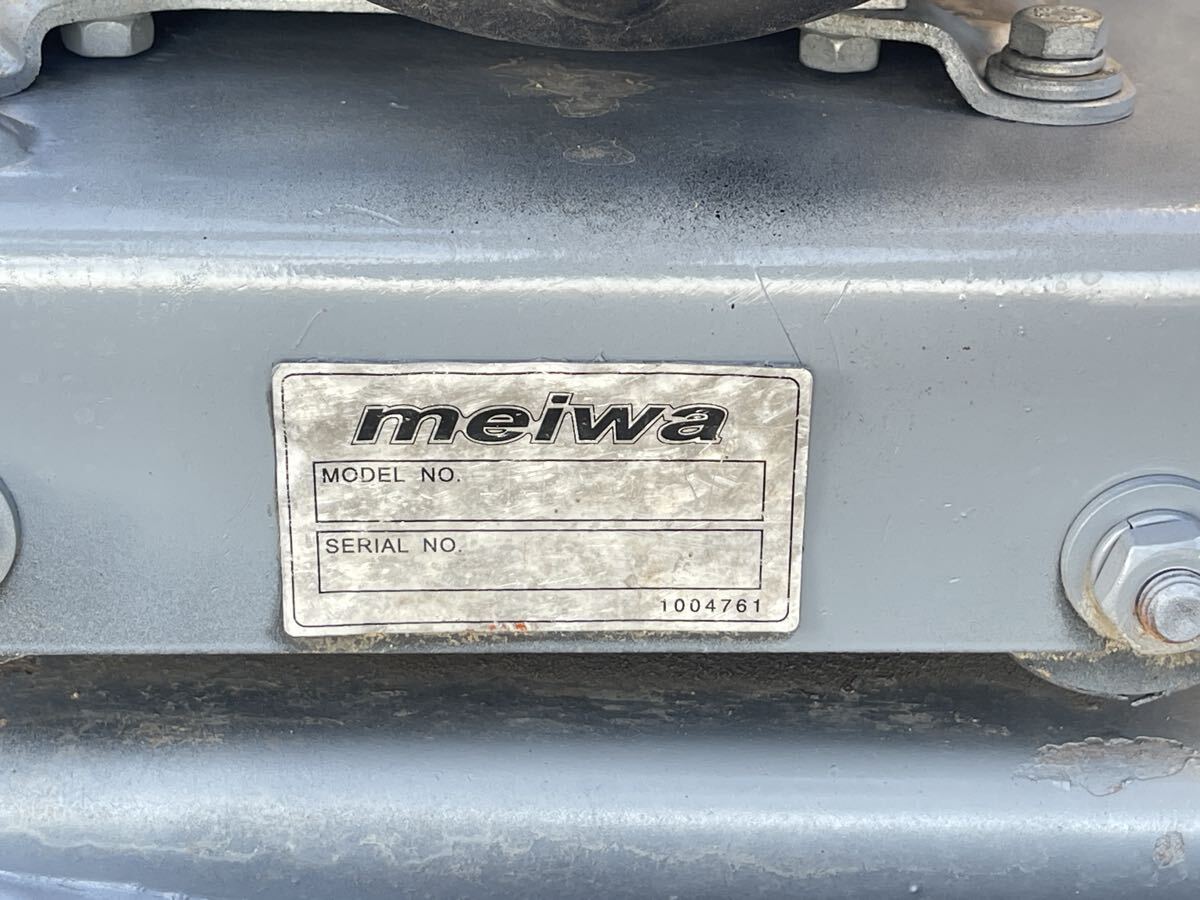 meiwa
MODEL NO.
SERIAL NO.
1004761